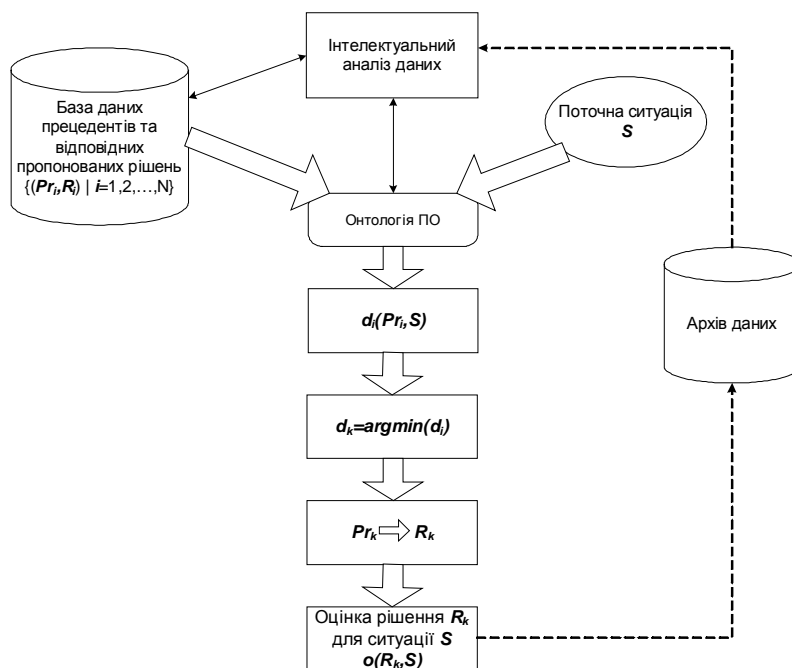 Інтелектуальний
аналіз даних
База даних
прецедентів та
відповідних
пропонованих рішень
{(Prᵢ,Rᵢ) | i=1,2,…,N}
Поточна ситуація
S
Онтологія ПО
dᵢ(Prᵢ,S)
Архів даних
dₖ=argmin(dᵢ)
Prₖ Rₖ
Оцінка рішення Rₖ
для ситуації S
o(Rₖ,S)